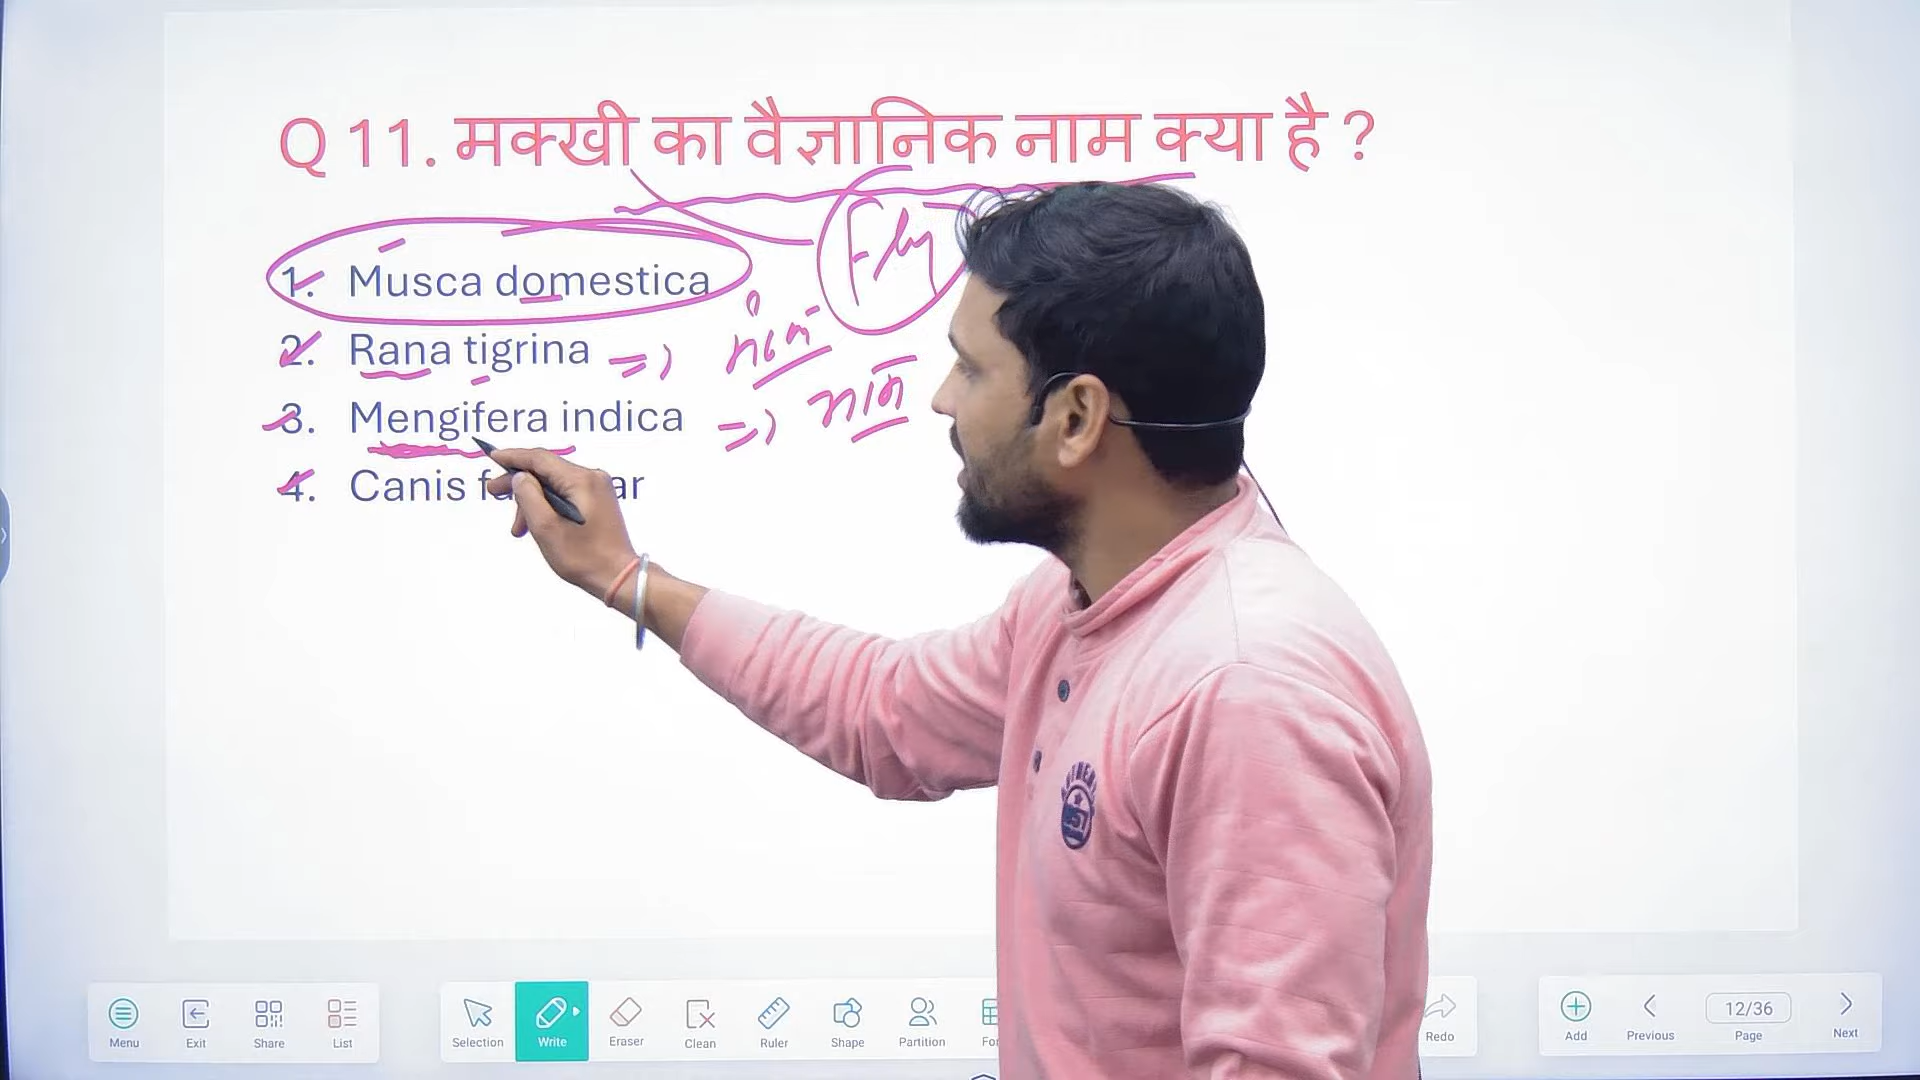 Q 11. मक्खी का वैज्ञानिक नाम क्या है ?
Fly
1. Musca domestica
2. Rana tigrina =>
3. Mengifera indica =>
4. Canis
Menu
Exit
Share
List
Selection
Write
Eraser
Clean
Ruler
Shape
Partition
Redo
Add
Previous
12/36
Page
Next